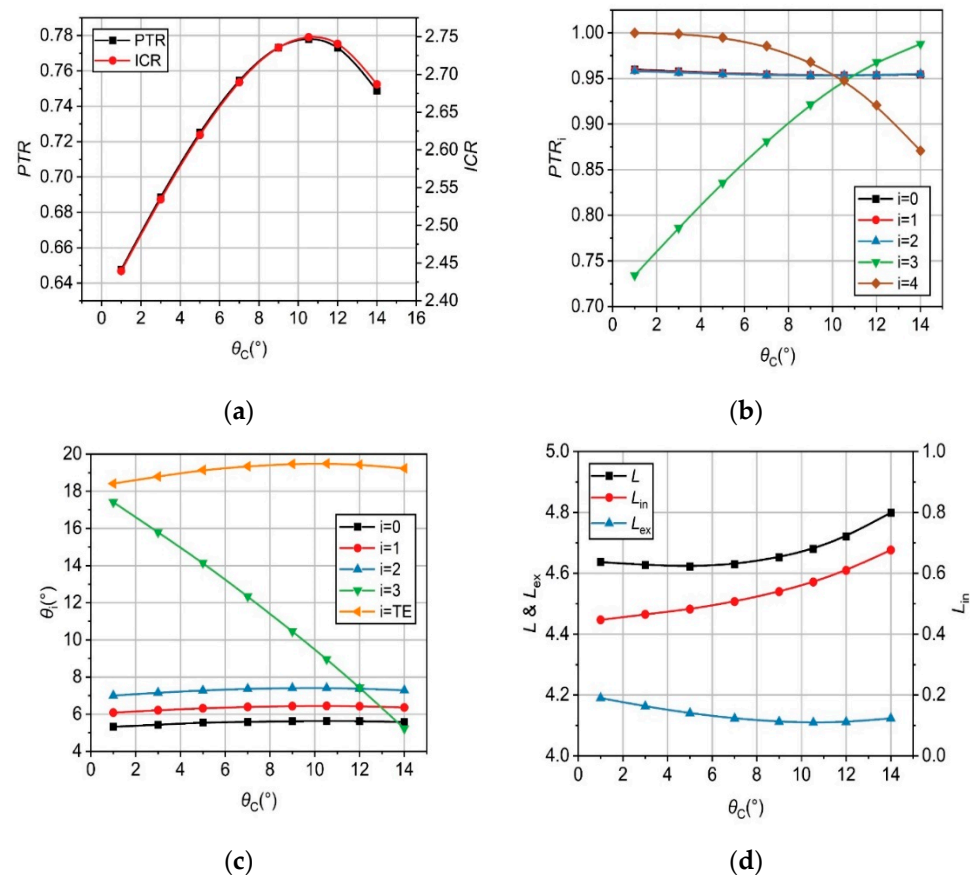 0.78
0.76
0.74
0.72
0.70
0.68
0.66
0.64
PTR
PTR
ICR
2.75
2.70
2.65
2.60
2.55
2.50
2.45
2.40
ICR
0 2 4 6 8 10 12 14 16
θC(°)
(a)
1.00
0.95
0.90
0.85
0.80
0.75
0.70
PTRi
i=0
i=1
i=2
i=3
i=4
0 2 4 6 8 10 12 14
θC(°)
(b)
20
18
16
14
12
10
8
6
4
θi(°)
i=0
i=1
i=2
i=3
i=TE
0 2 4 6 8 10 12 14
θC(°)
(c)
5.0
4.8
4.6
4.4
4.2
4.0
L & Lex
L
Lin
Lex
1.0
0.8
0.6
0.4
0.2
0.0
Lin
0 2 4 6 8 10 12 14
θC(°)
(d)